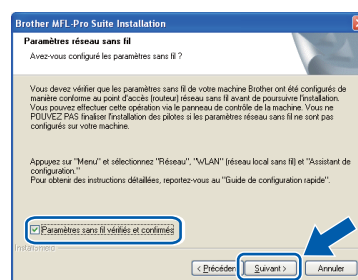 Brother MFL-Pro Suite Installation
Paramètres réseau sans fil
Avez-vous configuré les paramètres sans fil ?
Vous devez vérifier que les paramètres sans fil de votre machine Brother ont été configurés de
manière conforme au point d'accès (routeur) réseau sans fil avant de poursuivre l'installation.
Vous pouvez effectuer cette opération via le panneau de contrôle de la machine. Vous ne
POUVEZ PAS finaliser l'installation des pilotes si les paramètres réseau sans fil ne sont pas
configurés sur votre machine.
Appuyez sur "Menu" et sélectionnez "Réseau", "WLAN" (réseau local sans fil) et "Assistant de
configuration."
Pour obtenir des instructions détaillées, reportez-vous au "Guide de configuration rapide".
Paramètres sans fil vérifiés et confirmés
InstallShield
< Précéden Suivant > Annuler